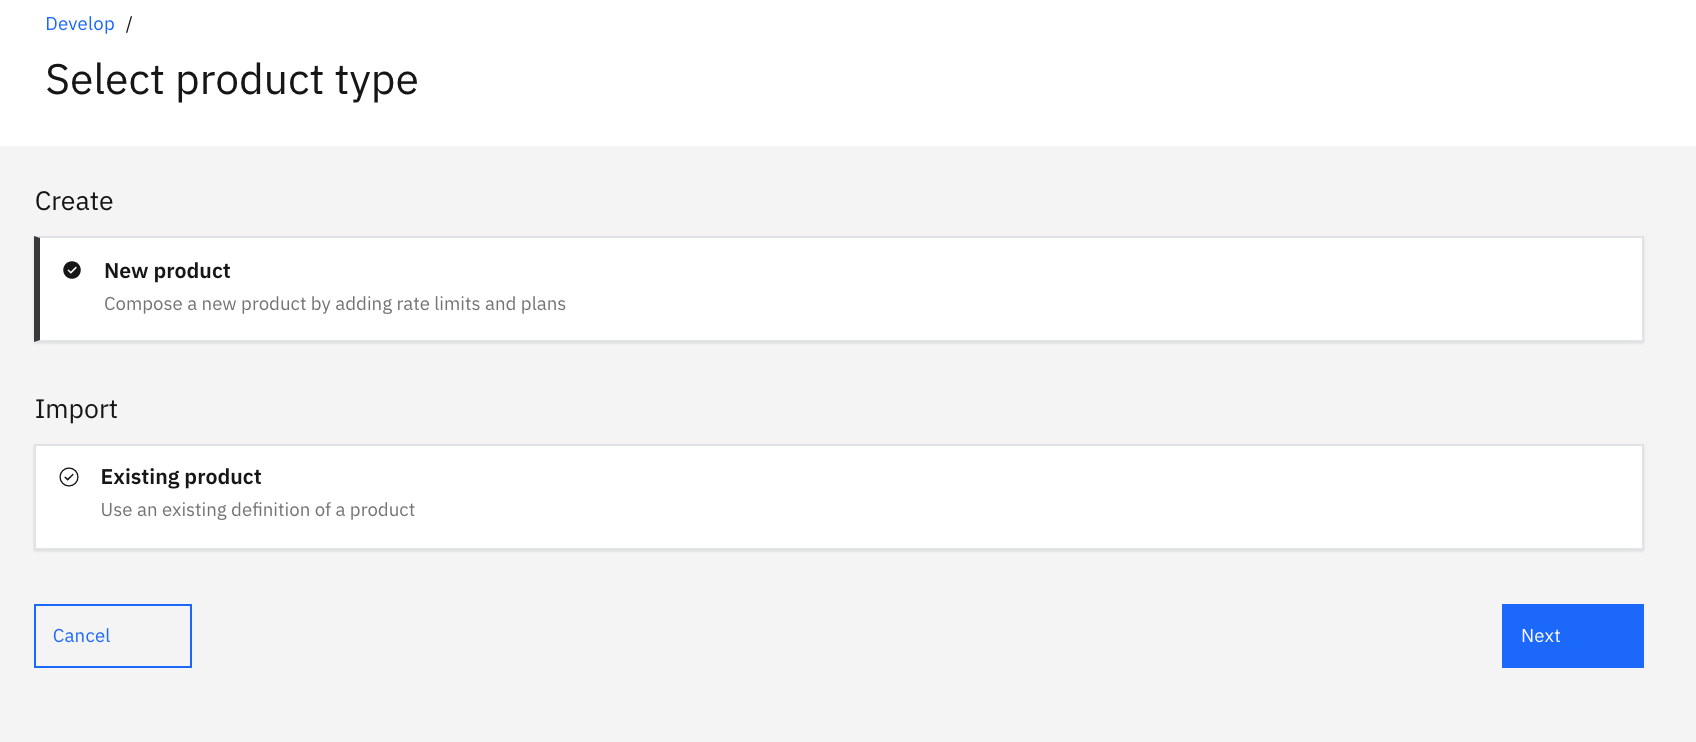 Develop /
Select product type
Create
New product
Compose a new product by adding rate limits and plans
Import
Existing product
Use an existing definition of a product
Cancel
Next